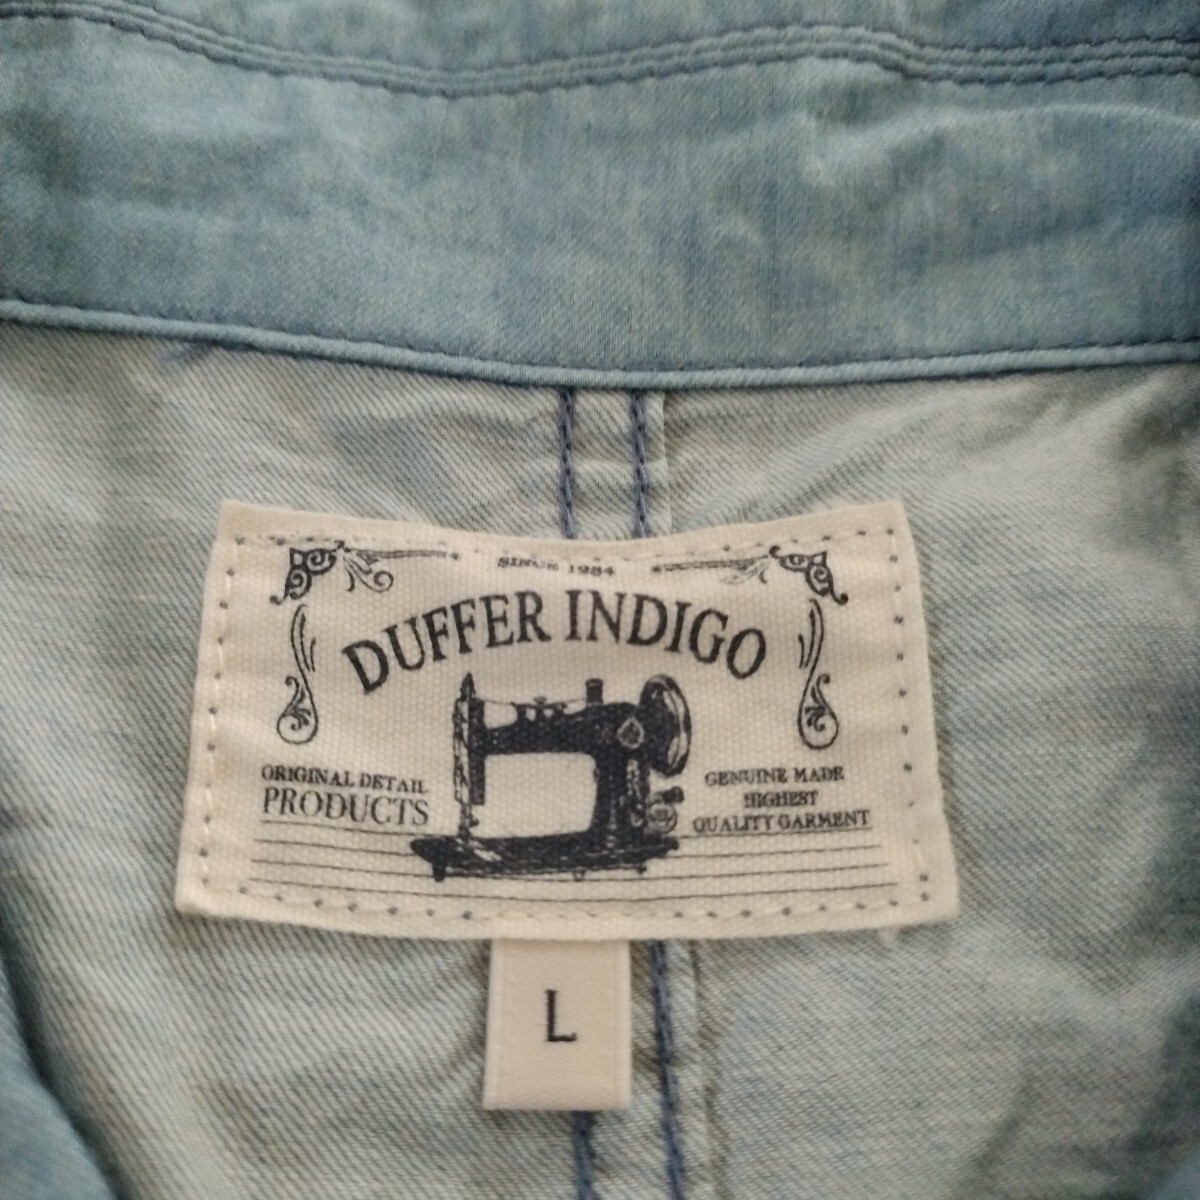 SINCE 1984
DUFFER INDIGO
ORIGINAL DETAIL
PRODUCTS
GENUINE MADE
HIGHEST
QUALITY GARMENT
L